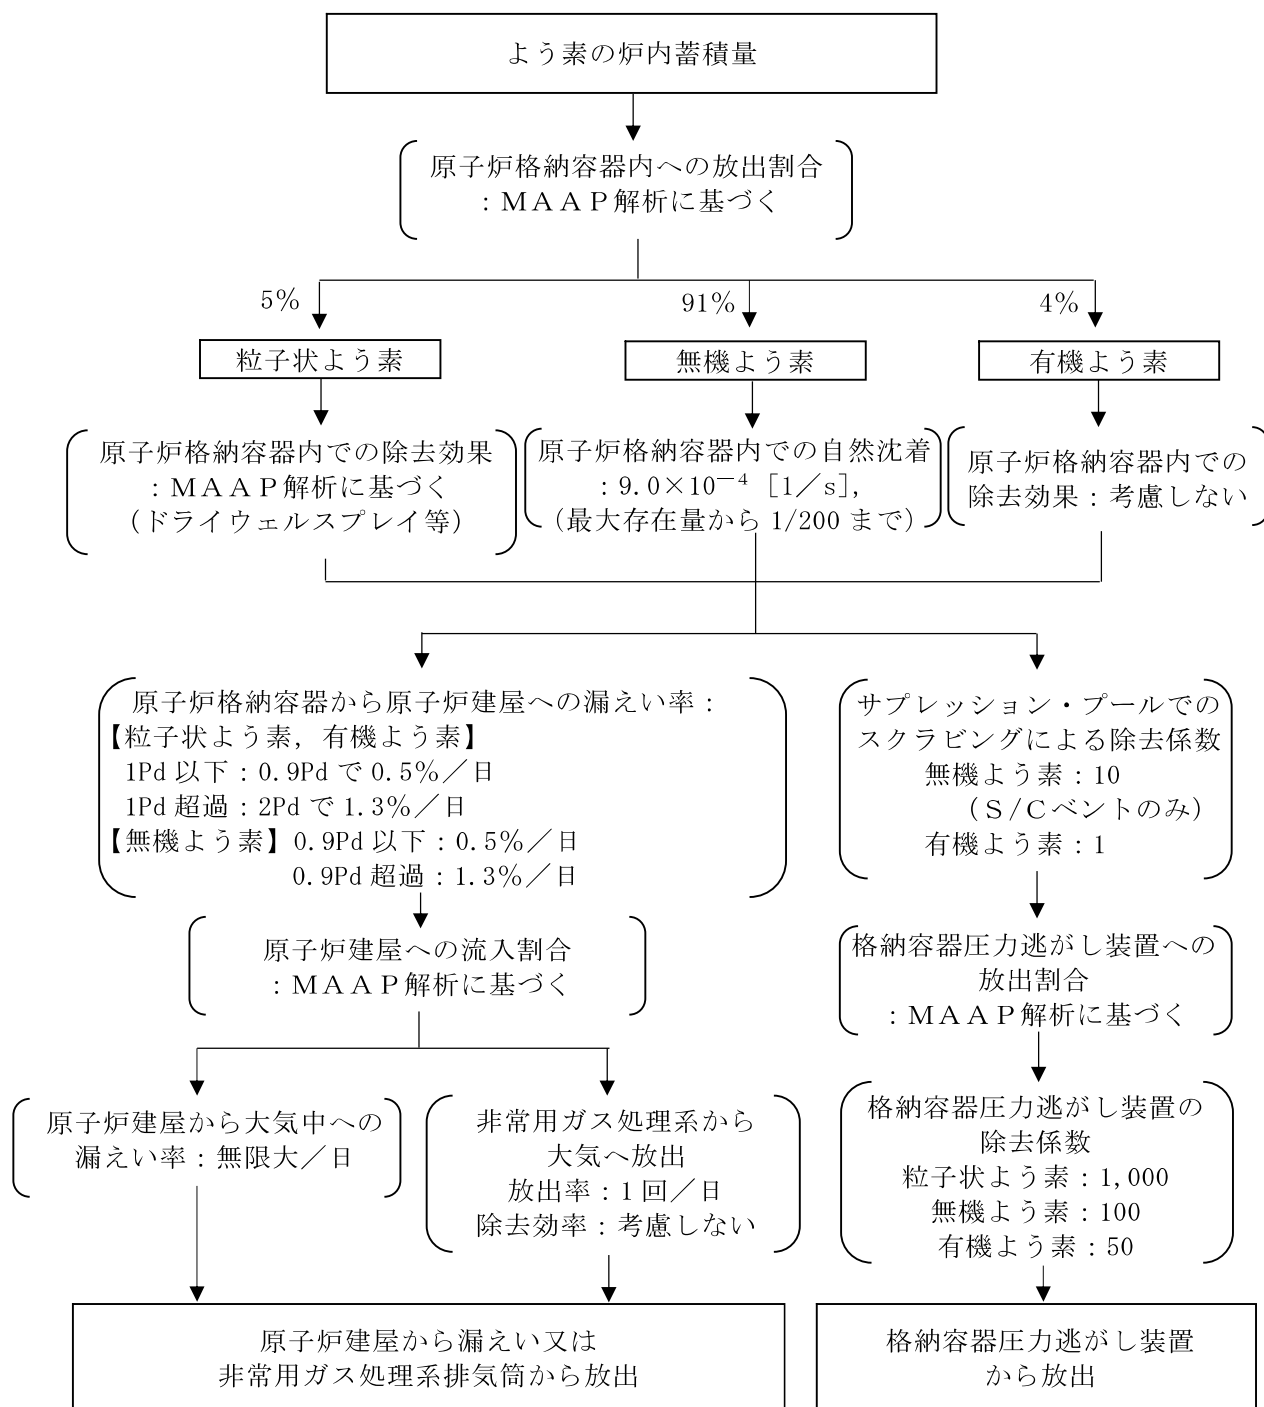 よう素の炉内蓄積量
原子炉格納容器内への放出割合
：ＭＡＡＰ解析に基づく
5%
91%
4%
粒子状よう素
無機よう素
有機よう素
原子炉格納容器内での除去効果
：ＭＡＡＰ解析に基づく
（ドライウェルスプレイ等）
原子炉格納容器内での自然沈着
：9.0×10⁻⁴［1／s］，
（最大存在量から 1/200 まで）
原子炉格納容器内での
除去効果：考慮しない
原子炉格納容器から原子炉建屋への漏えい率：
【粒子状よう素，有機よう素】
1Pd 以下：0.9Pd で 0.5％／日
1Pd 超過：2Pd で 1.3％／日
【無機よう素】0.9Pd 以下：0.5％／日
0.9Pd 超過：1.3％／日
サプレッション・プールでの
スクラビングによる除去係数
無機よう素：10
（Ｓ/Ｃベントのみ）
有機よう素：1
原子炉建屋への流入割合
：ＭＡＡＰ解析に基づく
格納容器圧力逃がし装置への
放出割合
：ＭＡＡＰ解析に基づく
原子炉建屋から大気中への
漏えい率：無限大／日
非常用ガス処理系から
大気へ放出
放出率：1 回／日
除去効率：考慮しない
格納容器圧力逃がし装置の
除去係数
粒子状よう素：1,000
無機よう素：100
有機よう素：50
原子炉建屋から漏えい又は
非常用ガス処理系排気筒から放出
格納容器圧力逃がし装置
から放出